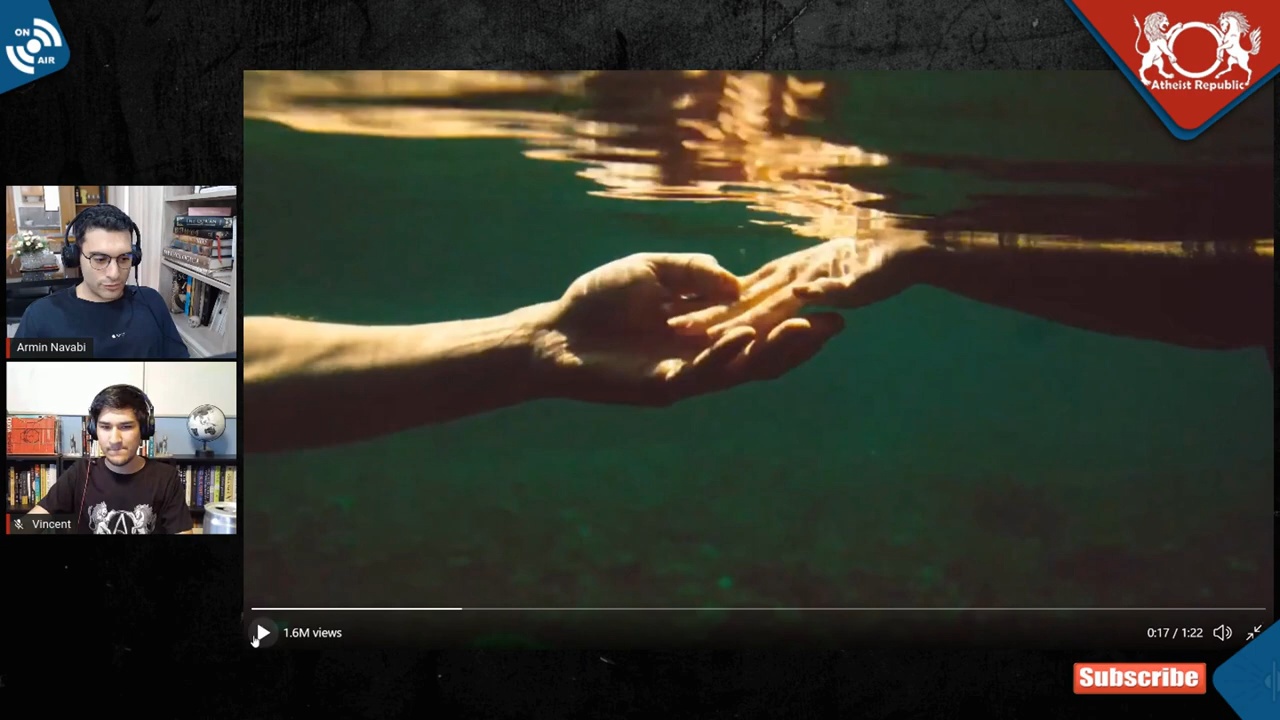 ON
AIR
Atheist Republic
Armin Navabi
Vincent
1.6M views
0:17 / 1:22
Subscribe